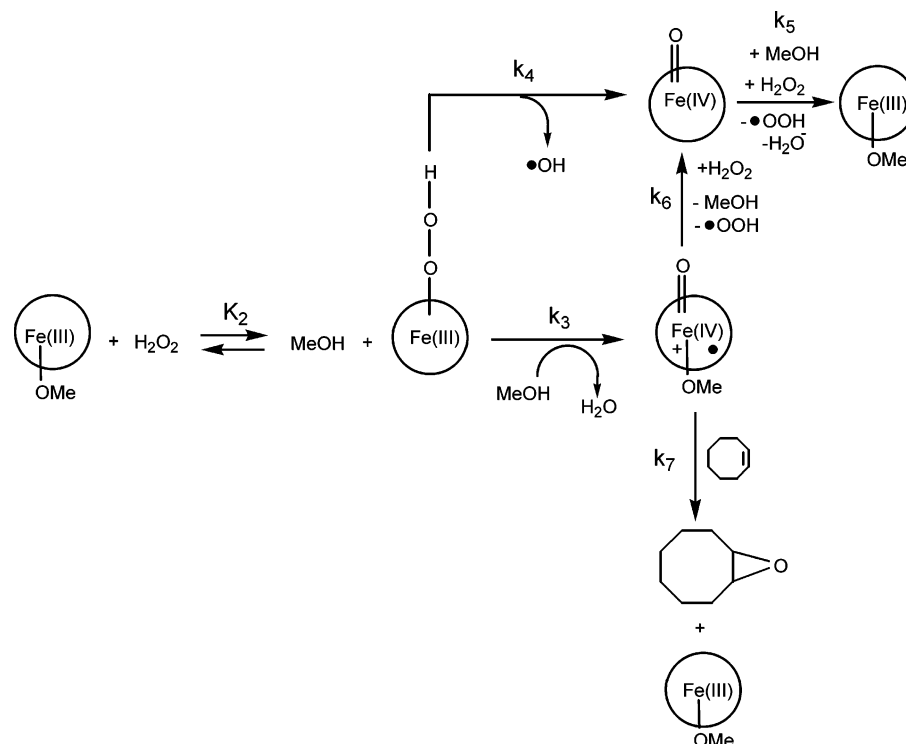 k5
+ MeOH
+ H2O2
- •OOH
-H2O-
O
Fe(IV)
Fe(III)
OMe
k4
•OH
H
O
O
Fe(III)
+H2O2
k6
- MeOH
- •OOH
Fe(III)
OMe
+ H2O2
K2
MeOH +
k3
MeOH
H2O
O
Fe(IV)
+ •
OMe
k7
O
+
Fe(III)
OMe